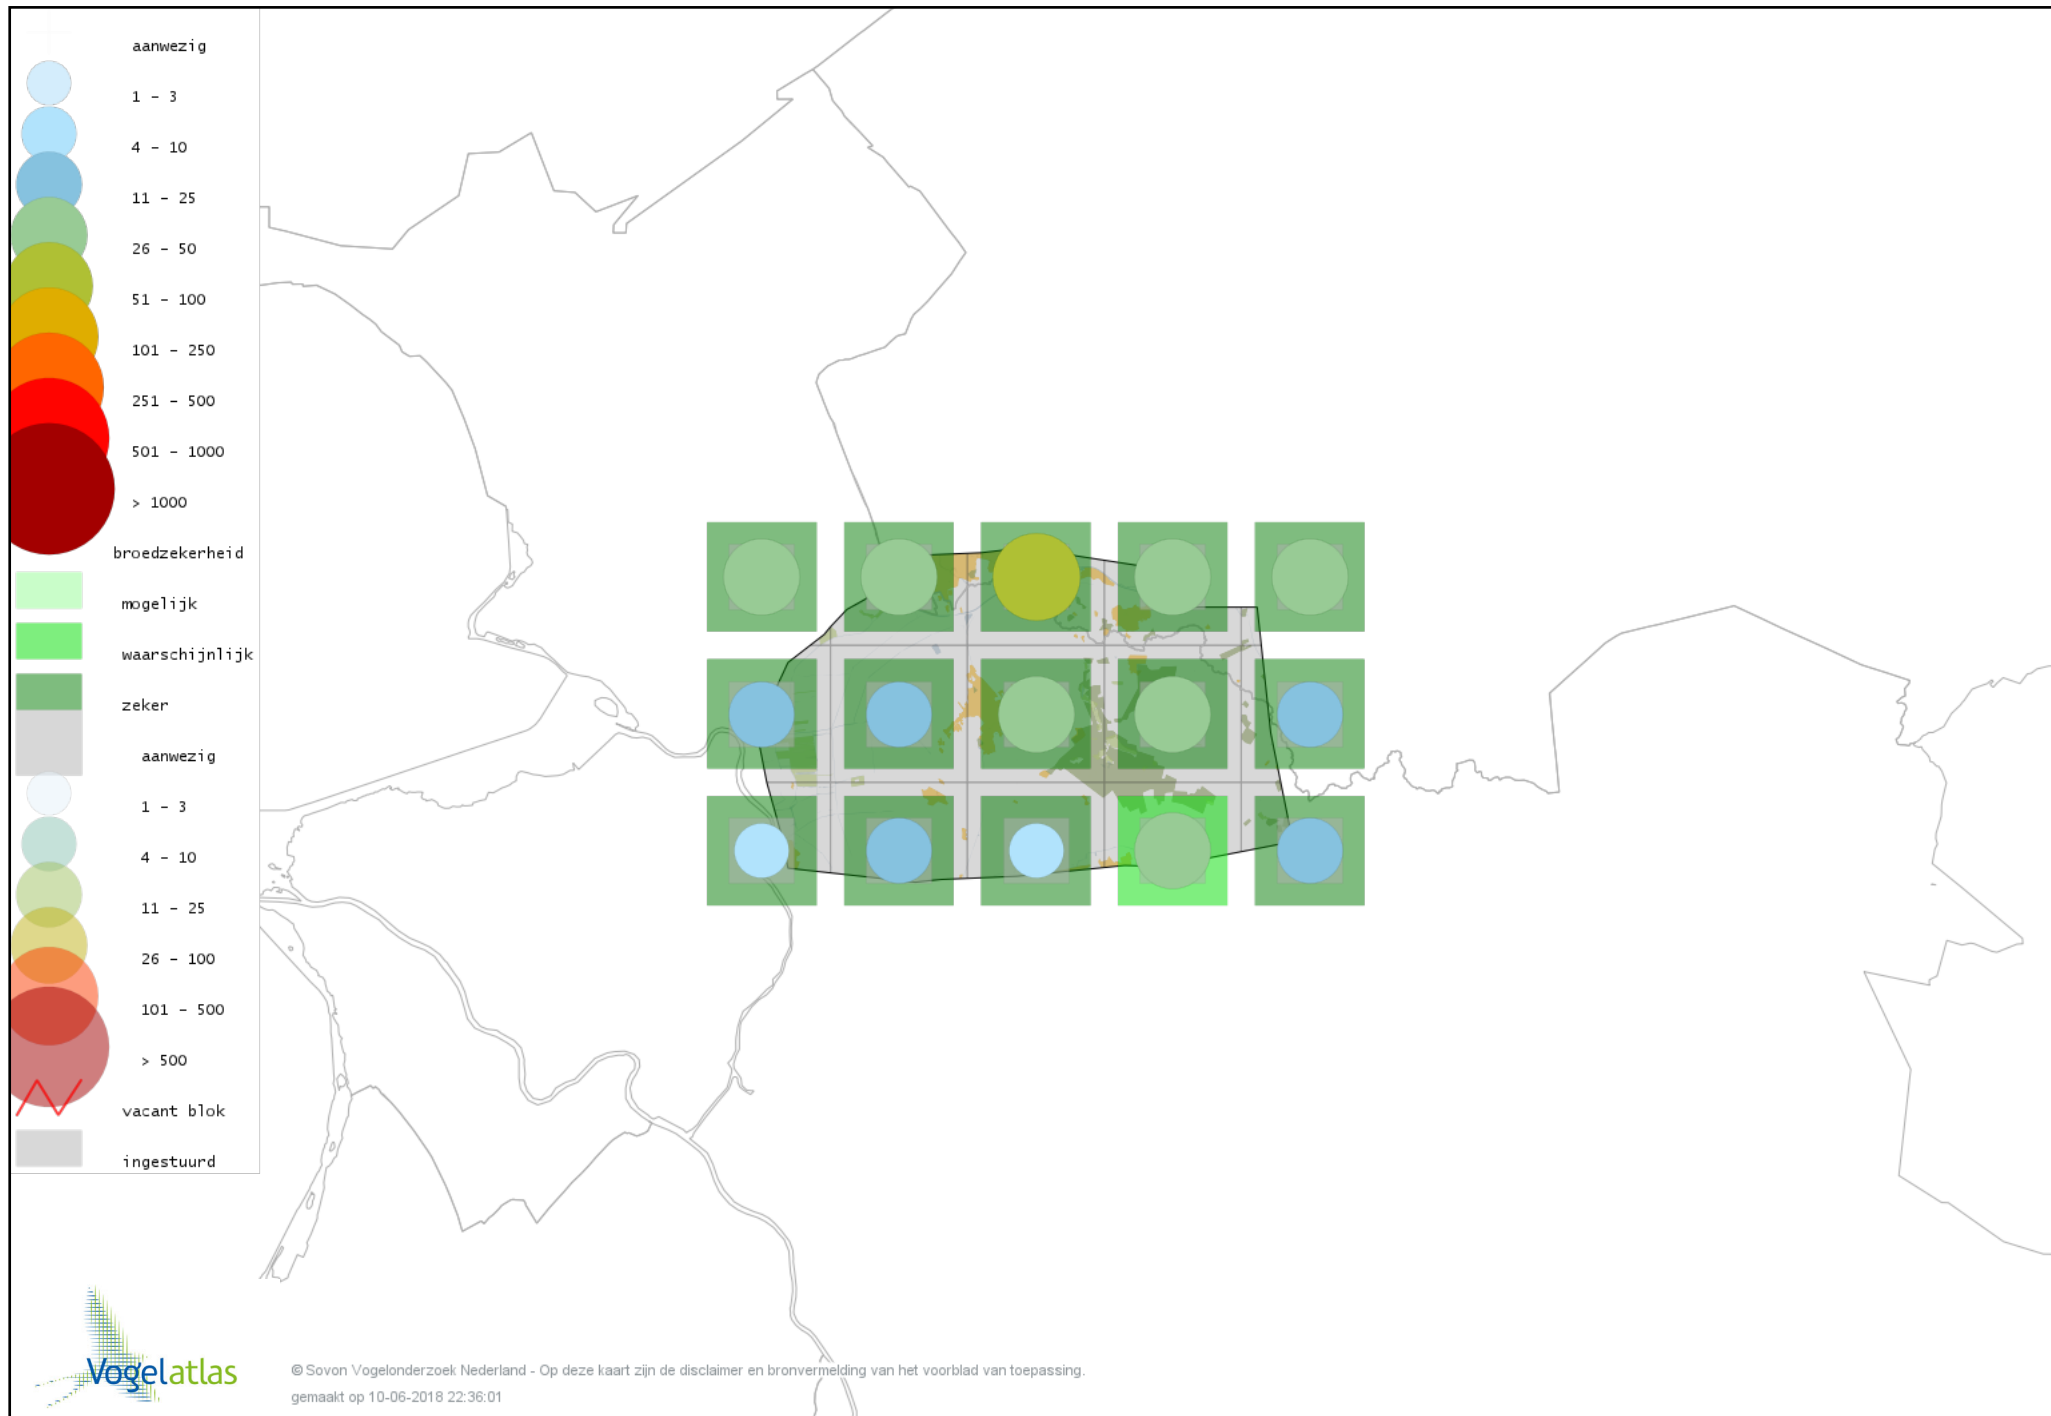 aanwezig
1 - 3
4 - 10
11 - 25
26 - 50
51 - 100
101 - 250
251 - 500
501 - 1000
> 1000
broedzekerheid
mogelijk
waarschijnlijk
zeker
aanwezig
1 - 3
4 - 10
11 - 25
26 - 100
101 - 500
> 500
vacant blok
ingestuurd
Vogelatlas
© Sovon Vogelonderzoek Nederland - Op deze kaart zijn de disclaimer en bronvermelding van het voorblad van toepassing.
gemaakt op 10-06-2018 22:36:01